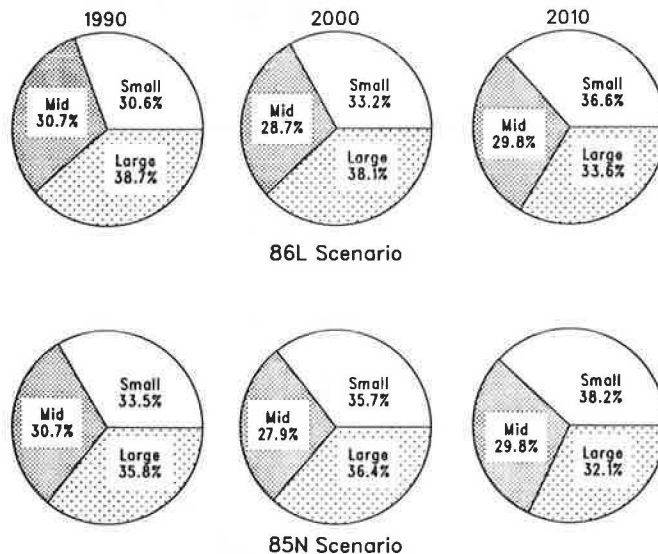 1990
2000
2010
Small
30.6%
Mid
30.7%
Large
38.7%
Small
33.2%
Mid
28.7%
Large
38.1%
Small
36.6%
Mid
29.8%
Large
33.6%
86L Scenario
Small
33.5%
Mid
30.7%
Large
35.8%
Small
35.7%
Mid
27.9%
Large
36.4%
Small
38.2%
Mid
29.8%
Large
32.1%
85N Scenario